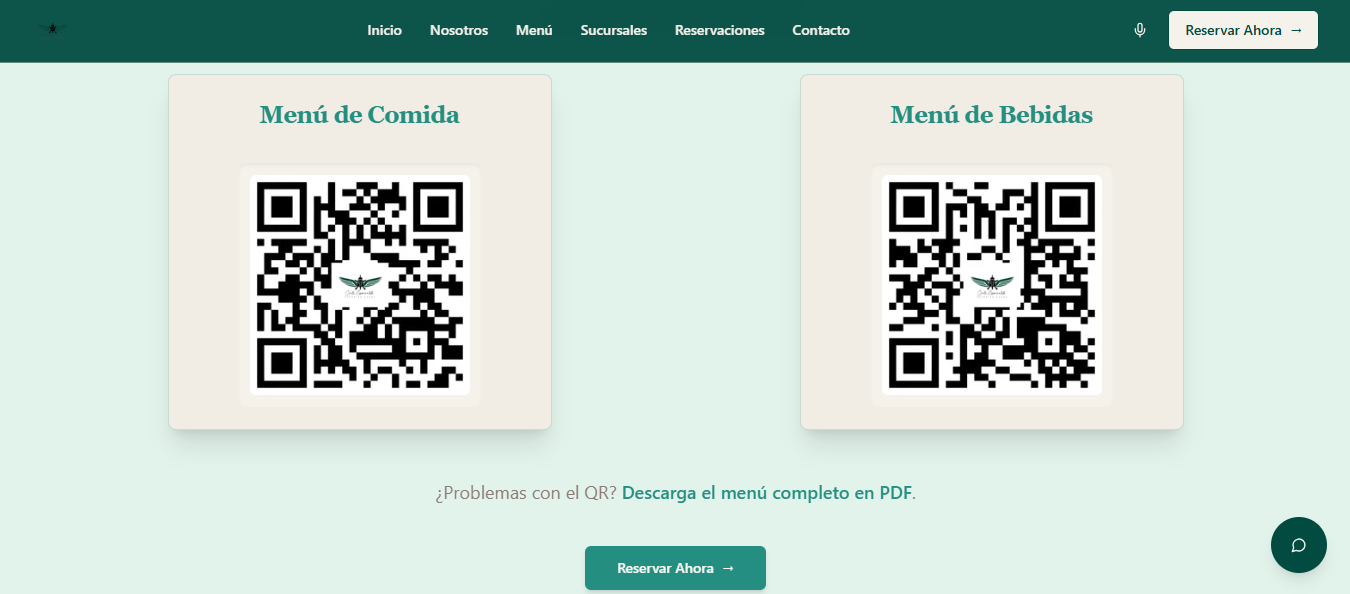 Inicio Nosotros Menú Sucursales Reservaciones Contacto Reservar Ahora →
Menú de Comida
Menú de Bebidas
¿Problemas con el QR? Descarga el menú completo en PDF.
Reservar Ahora →